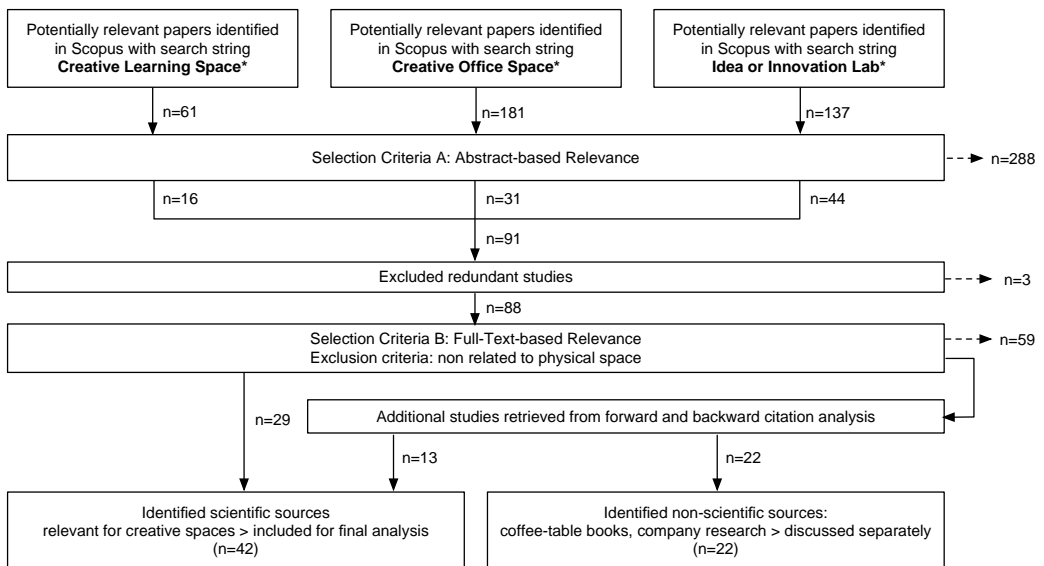 Potentially relevant papers identified
in Scopus with search string
Creative Learning Space*
Potentially relevant papers identified
in Scopus with search string
Creative Office Space*
Potentially relevant papers identified
in Scopus with search string
Idea or Innovation Lab*
n=61
n=181
n=137
Selection Criteria A: Abstract-based Relevance
n=288
n=16
n=31
n=44
n=91
Excluded redundant studies
n=3
n=88
Selection Criteria B: Full-Text-based Relevance
Exclusion criteria: non related to physical space
n=59
n=29
Additional studies retrieved from forward and backward citation analysis
n=13
n=22
Identified scientific sources
relevant for creative spaces > included for final analysis
(n=42)
Identified non-scientific sources:
coffee-table books, company research > discussed separately
(n=22)